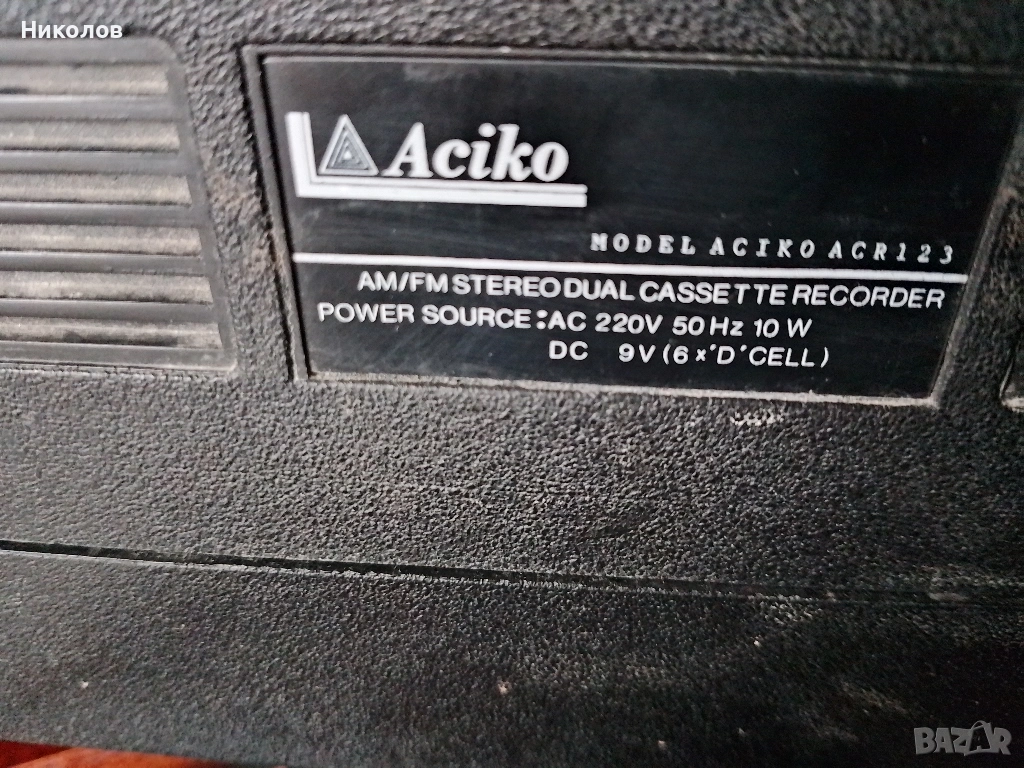 Николов
Aciko
MODEL ACIKO ACR123
AM/FM STEREO DUAL CASSETTE RECORDER
POWER SOURCE: AC 220V 50Hz 10 W
DC 9V (6 x 'D' CELL)
BAZAR